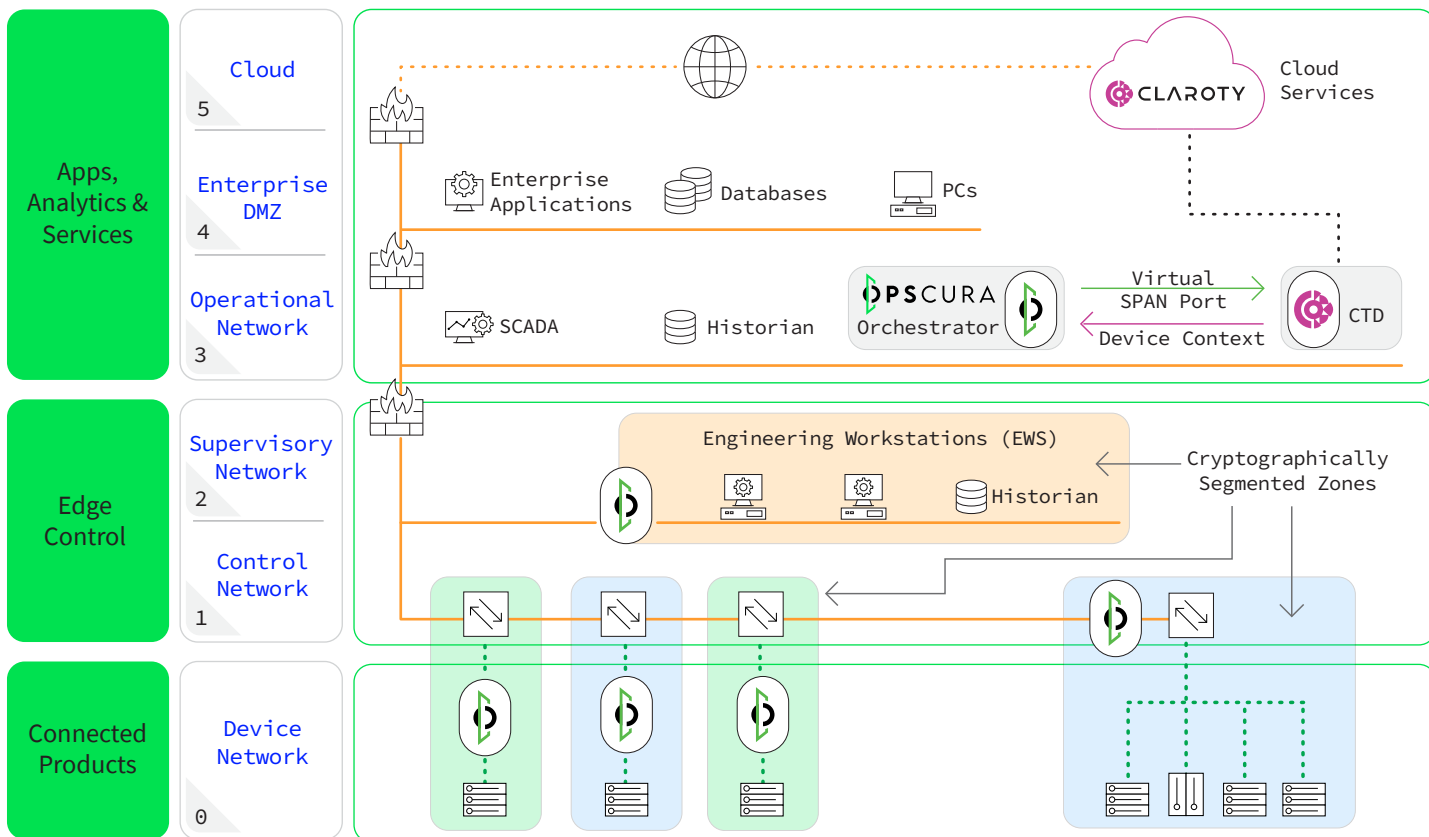 Apps,
Analytics &
Services
Cloud
5
Enterprise
DMZ
4
Operational
Network
3
Cloud
Services
CLAROTY
Enterprise
Applications
Databases
PCs
SCADA
Historian
OPSCURA
Orchestrator
Virtual
SPAN Port
Device Context
CTD
Edge
Control
Supervisory
Network
2
Control
Network
1
Engineering Workstations (EWS)
Historian
Cryptographically
Segmented Zones
Connected
Products
Device
Network
0